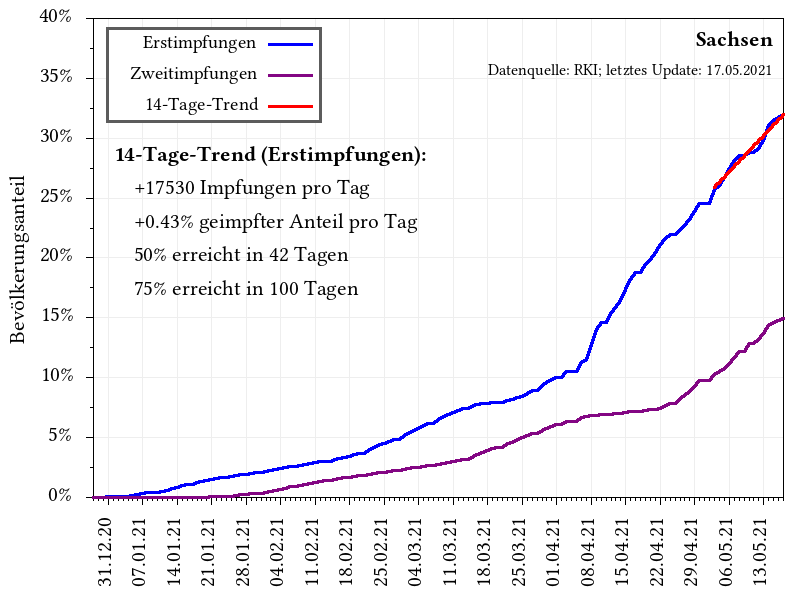 40%
35%
30%
25%
20%
15%
10%
5%
0%
Bevölkerungsanteil
Erstimpfungen
Zweitimpfungen
14-Tage-Trend
Sachsen
Datenquelle: RKI; letztes Update: 17.05.2021
14-Tage-Trend (Erstimpfungen):
+17530 Impfungen pro Tag
+0.43% geimpfter Anteil pro Tag
50% erreicht in 42 Tagen
75% erreicht in 100 Tagen
31.12.20
07.01.21
14.01.21
21.01.21
28.01.21
04.02.21
11.02.21
18.02.21
25.02.21
04.03.21
11.03.21
18.03.21
25.03.21
01.04.21
08.04.21
15.04.21
22.04.21
29.04.21
06.05.21
13.05.21